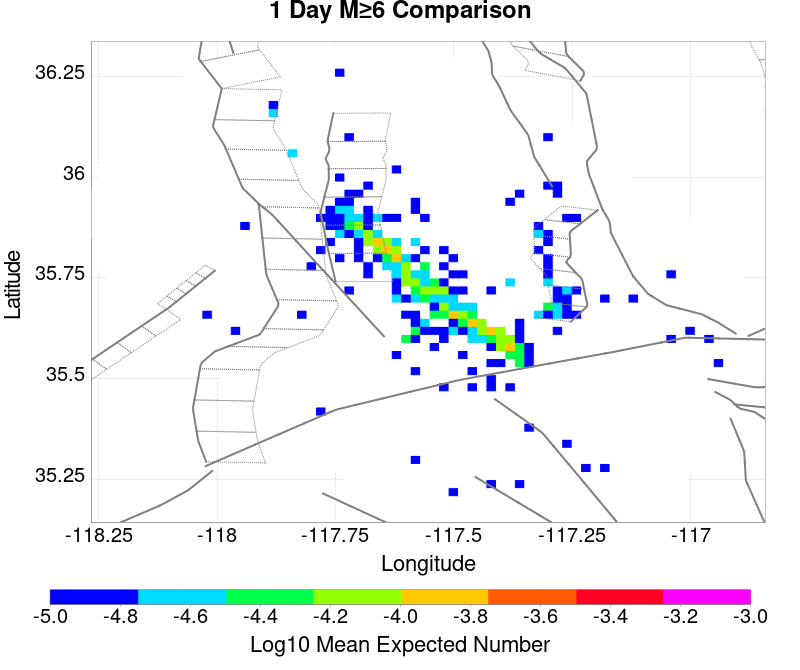 1 Day M≥6 Comparison
36.25
36
35.75
35.5
35.25
Latitude
-118.25 -118 -117.75 -117.5 -117.25 -117
Longitude
-5.0 -4.8 -4.6 -4.4 -4.2 -4.0 -3.8 -3.6 -3.4 -3.2 -3.0
Log10 Mean Expected Number